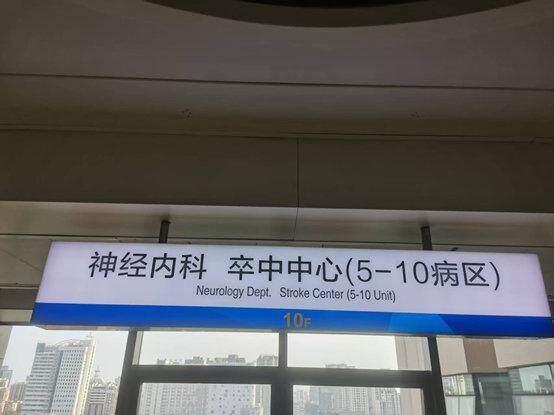 神经内科 卒中中心(5-10病区)
Neurology Dept. Stroke Center (5-10 Unit)
10F